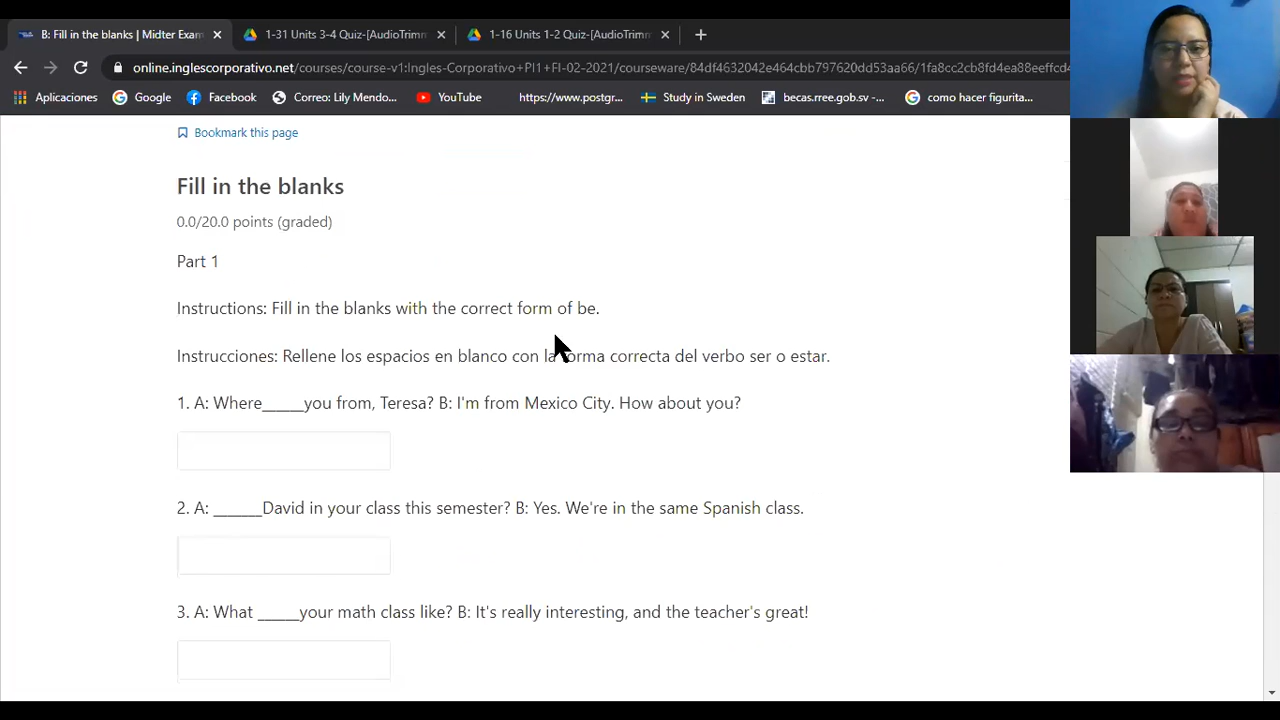 B: Fill in the blanks | Midter Exam
1-31 Units 3-4 Quiz-[AudioTrimm
1-16 Units 1-2 Quiz-[AudioTrimm
online.inglescorporativo.net/courses/course-v1:Ingles-Corporativo+PI1+FI-02-2021/courseware/84df4632042e464cbb797620dd53aa66/1fa8cc2cb8fd4ea88eeffcd4
Aplicaciones
Google
Facebook
Correo: Lily Mendo...
YouTube
https://www.postgr...
Study in Sweden
becas.rree.gob.sv -...
como hacer figurita...
Bookmark this page
Fill in the blanks
0.0/20.0 points (graded)
Part 1
Instructions: Fill in the blanks with the correct form of be.
Instrucciones: Rellene los espacios en blanco con la forma correcta del verbo ser o estar.
1. A: Where_____you from, Teresa? B: I'm from Mexico City. How about you?
2. A: ______David in your class this semester? B: Yes. We're in the same Spanish class.
3. A: What _____your math class like? B: It's really interesting, and the teacher's great!